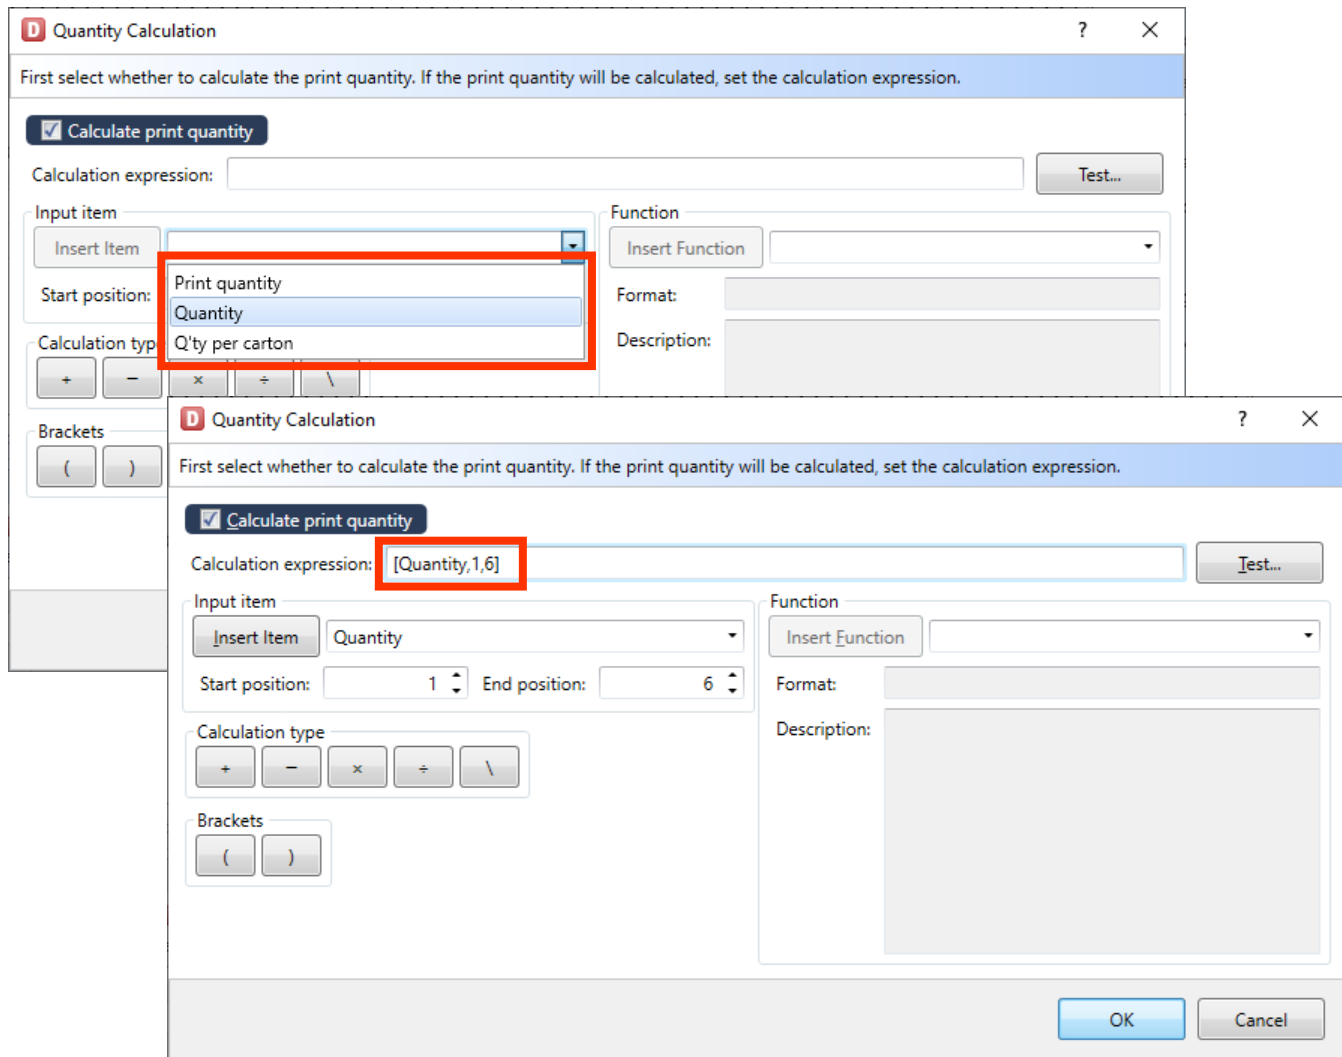 D Quantity Calculation ?
First select whether to calculate the print quantity. If the print quantity will be calculated, set the calculation expression.
Calculate print quantity
Calculation expression: Test...
Input item
Insert Item
Print quantity
Quantity
Q'ty per carton
Start position:
Function
Insert Function
Format:
Description:
Calculation type
+ − × ÷ \
Brackets
( )
D Quantity Calculation ?
First select whether to calculate the print quantity. If the print quantity will be calculated, set the calculation expression.
Calculate print quantity
Calculation expression: [Quantity,1,6] Test...
Input item
Insert Item Quantity
Start position: 1 End position: 6
Function
Insert Function
Format:
Description:
Calculation type
+ − × ÷ \
Brackets
( )
OK Cancel